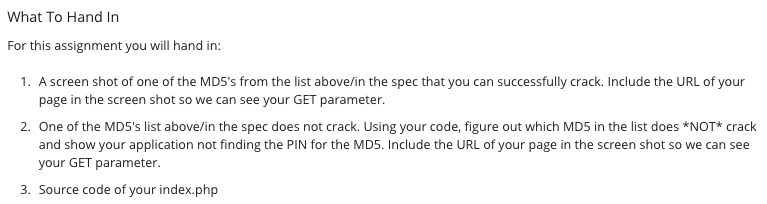 What To Hand In
For this assignment you will hand in:
1. A screen shot of one of the MD5's from the list above/in the spec that you can successfully crack. Include the URL of your
page in the screen shot so we can see your GET parameter.
2. One of the MD5's list above/in the spec does not crack. Using your code, figure out which MD5 in the list does *NOT* crack
and show your application not finding the PIN for the MD5. Include the URL of your page in the screen shot so we can see
your GET parameter.
3. Source code of your index.php